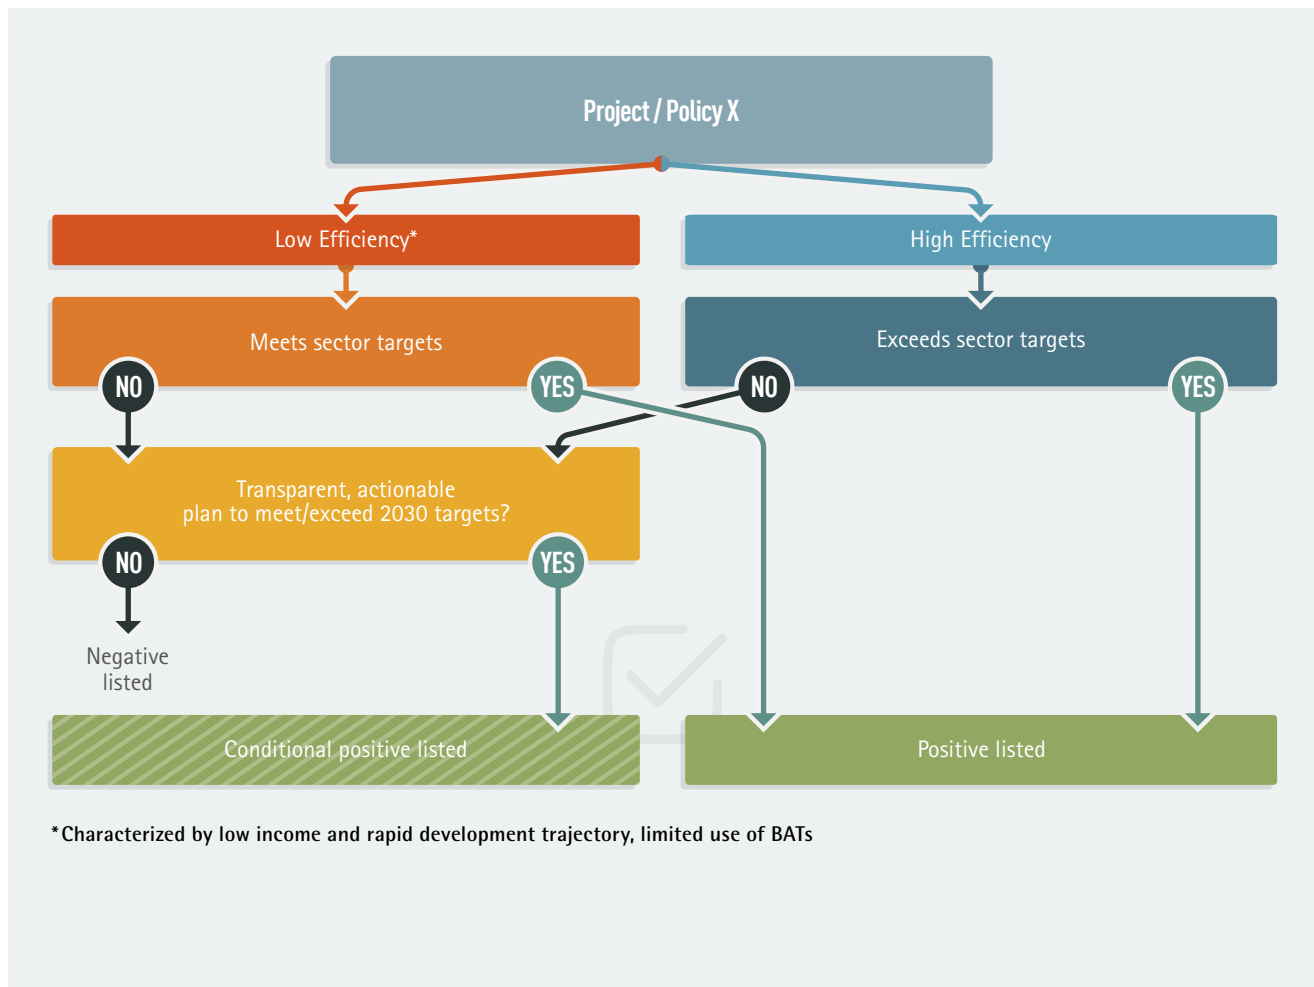 Project / Policy X
Low Efficiency*
High Efficiency
Meets sector targets
Exceeds sector targets
NO
YES
NO
YES
Transparent, actionable
plan to meet/exceed 2030 targets?
NO
YES
Negative
listed
Conditional positive listed
Positive listed
*Characterized by low income and rapid development trajectory, limited use of BATs